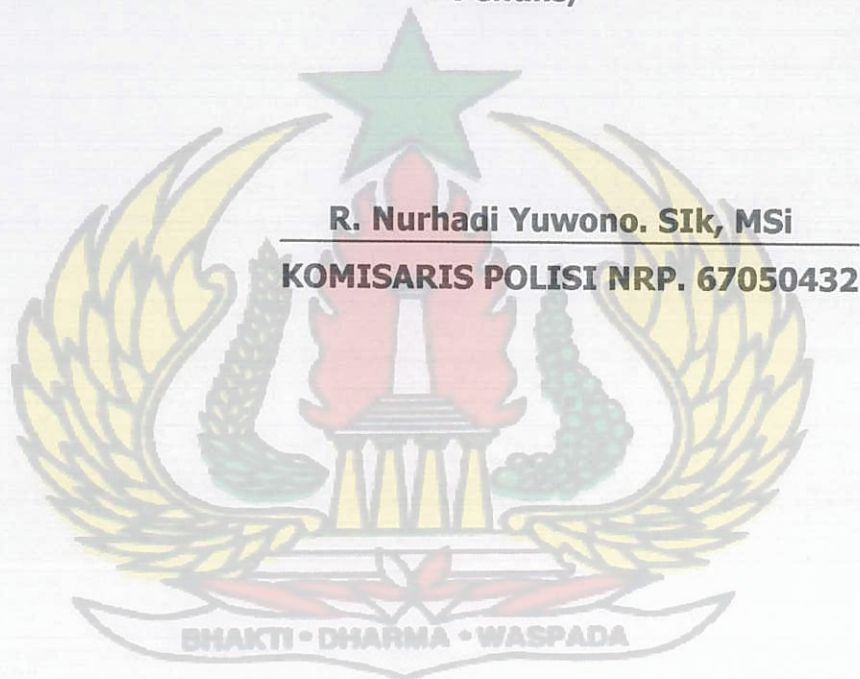 R. Nurhadi Yuwono. SIk, MSi
KOMISARIS POLISI NRP. 67050432
BHAKTI • DHARMA • WASPADA